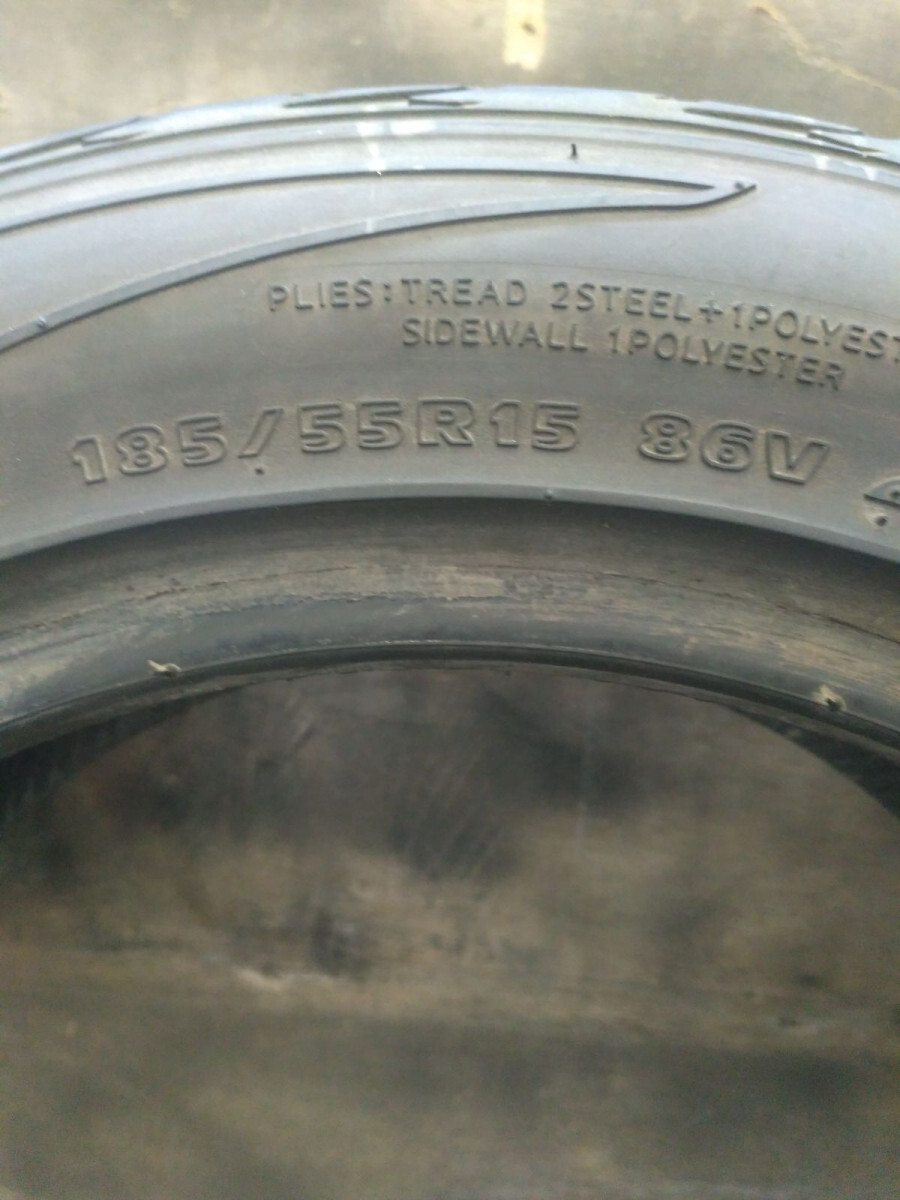 PLIES:TREAD 2STEEL+1POLYEST
SIDEWALL 1POLYESTER
185/55R15 86V